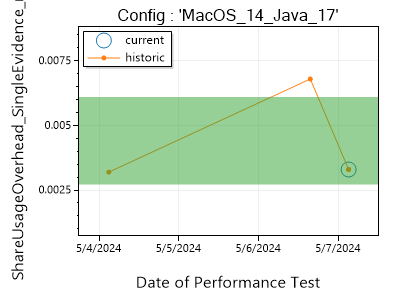 Config : 'MacOS_14_Java_17'
current
historic
ShareUsageOverhead_SingleEvidence_
0.0075
0.005
0.0025
5/4/2024
5/5/2024
5/6/2024
5/7/2024
Date of Performance Test